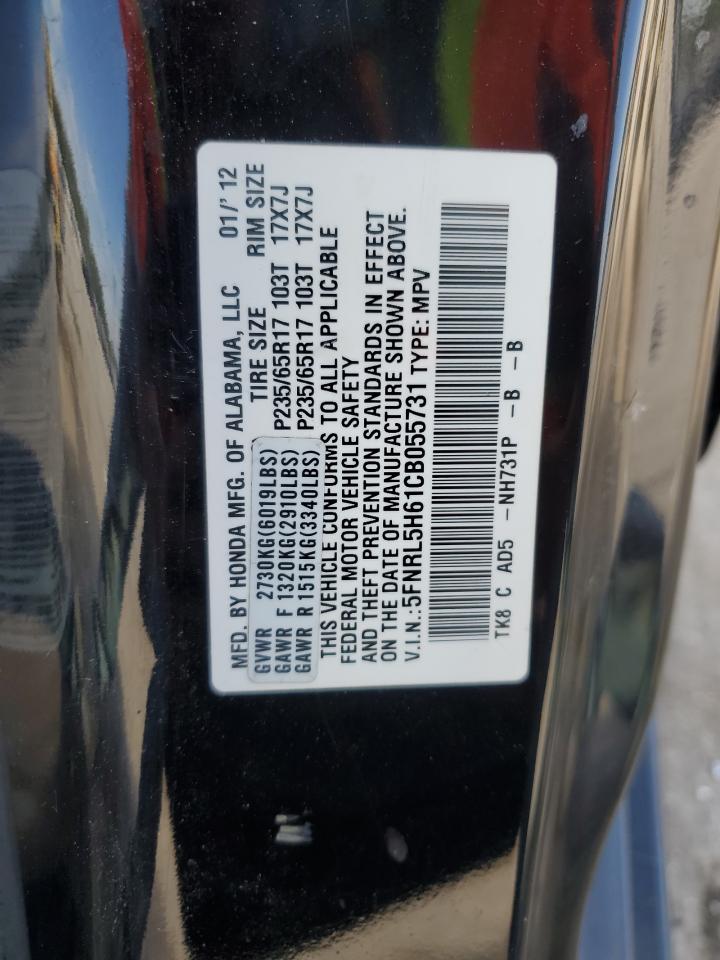 MFD. BY HONDA MFG. OF ALABAMA, LLC 01/'12
GVWR 2730KG(6019LBS) TIRE SIZE RIM SIZE
GAWR F 1320KG(2910LBS) P235/65R17 103T 17X7J
GAWR R 1515KG(3340LBS) P235/65R17 103T 17X7J
THIS VEHICLE CONFORMS TO ALL APPLICABLE
FEDERAL MOTOR VEHICLE SAFETY
AND THEFT PREVENTION STANDARDS IN EFFECT
ON THE DATE OF MANUFACTURE SHOWN ABOVE.
V.I.N.:5FNRL5H61CB055731 TYPE: MPV
TK8 C AD5 -NH731P -B -B